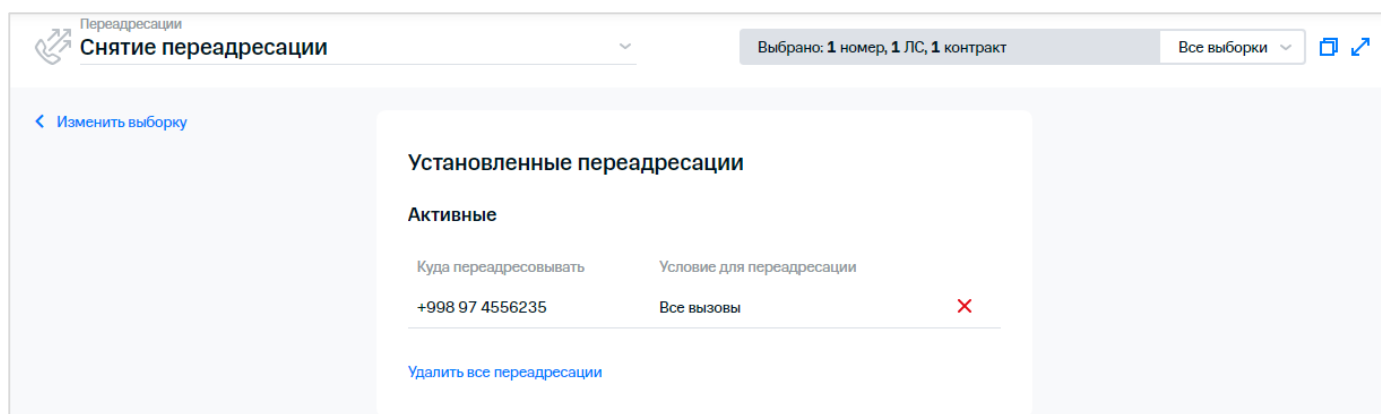 Переадресации
Снятие переадресации
Выбрано: 1 номер, 1 ЛС, 1 контракт
Все выборки
Изменить выборку
Установленные переадресации
Активные
Куда переадресовывать Условие для переадресации
+998 97 4556235 Все вызовы
Удалить все переадресации